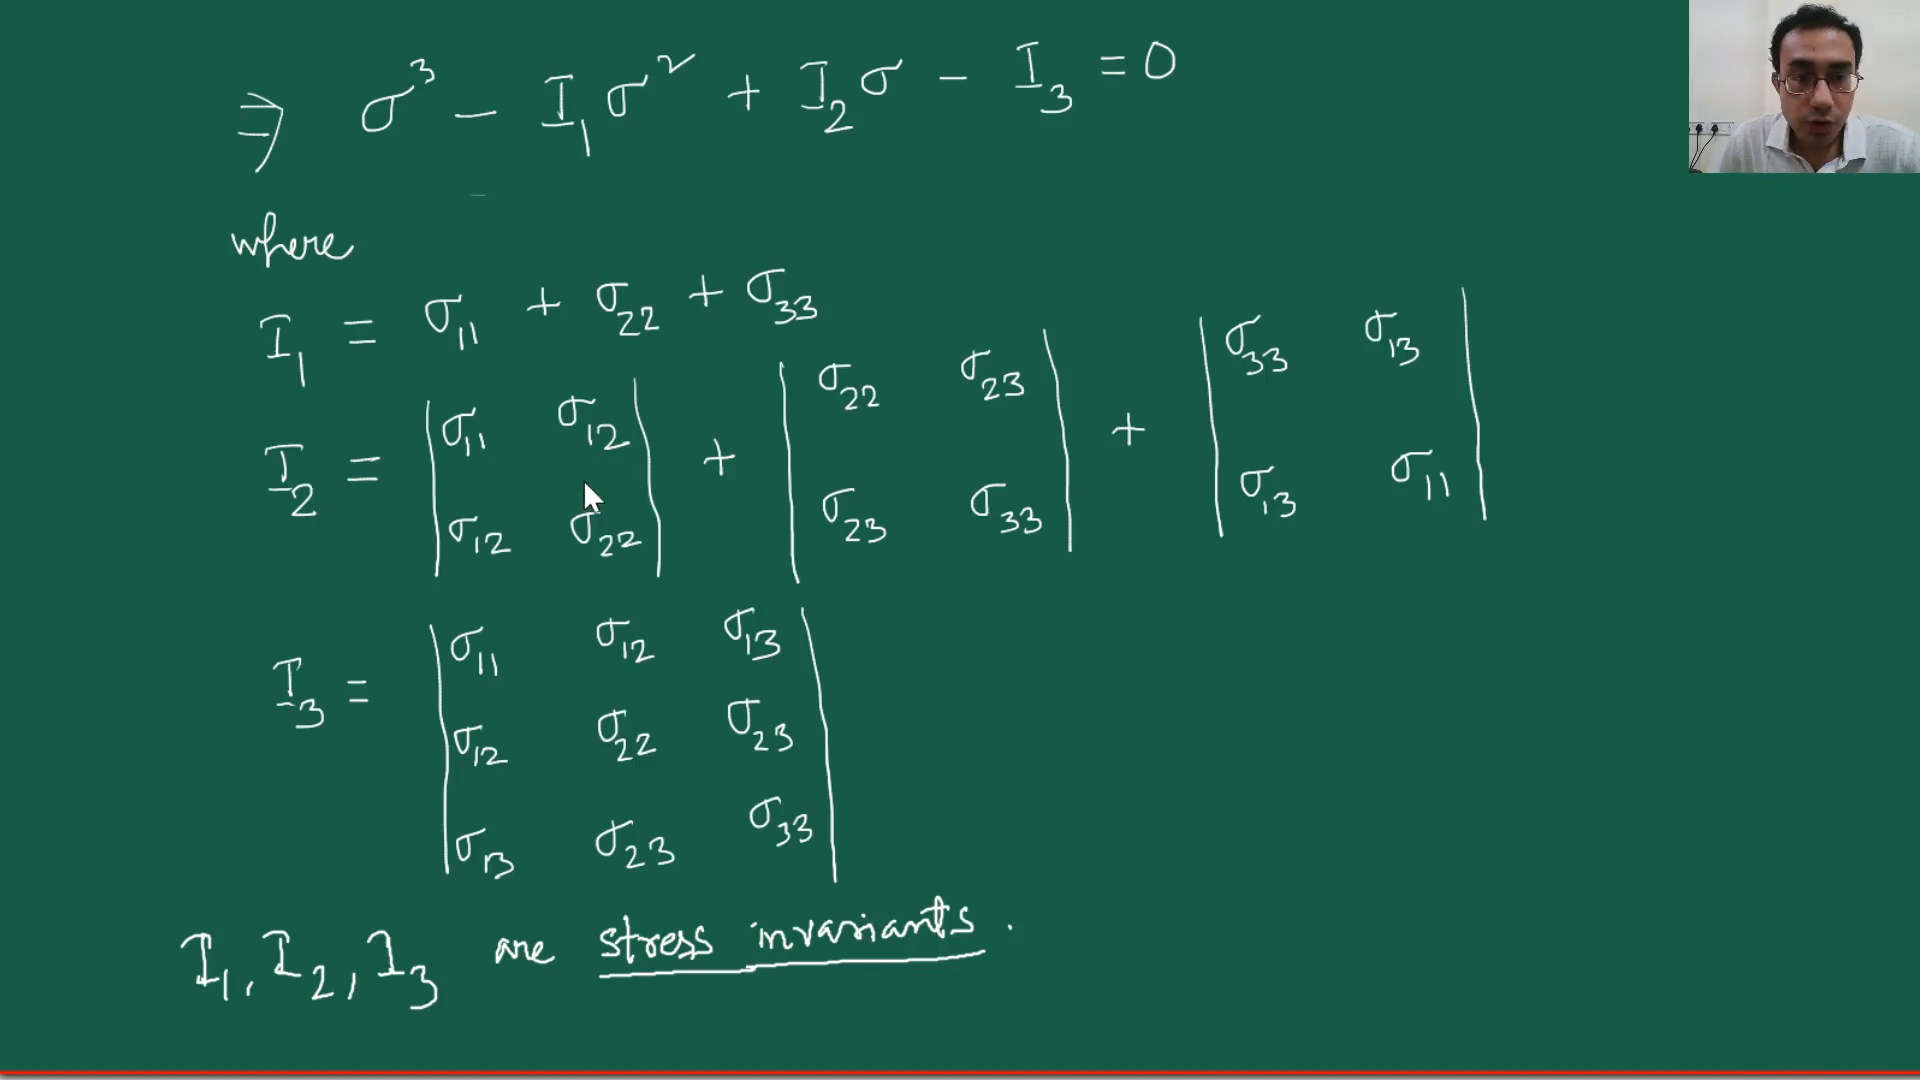 ⇒ σ³ − I₁σ² + I₂σ − I₃ = 0
where
I₁ = σ₁₁ + σ₂₂ + σ₃₃
I₂ = | σ₁₁ σ₁₂ | + | σ₂₂ σ₂₃ | + | σ₃₃ σ₁₃ |
| σ₁₂ σ₂₂ | | σ₂₃ σ₃₃ | | σ₁₃ σ₁₁ |
| σ₁₁ σ₁₂ σ₁₃ |
I₃ = | σ₁₂ σ₂₂ σ₂₃ |
| σ₁₃ σ₂₃ σ₃₃ |
I₁, I₂, I₃ are stress invariants.